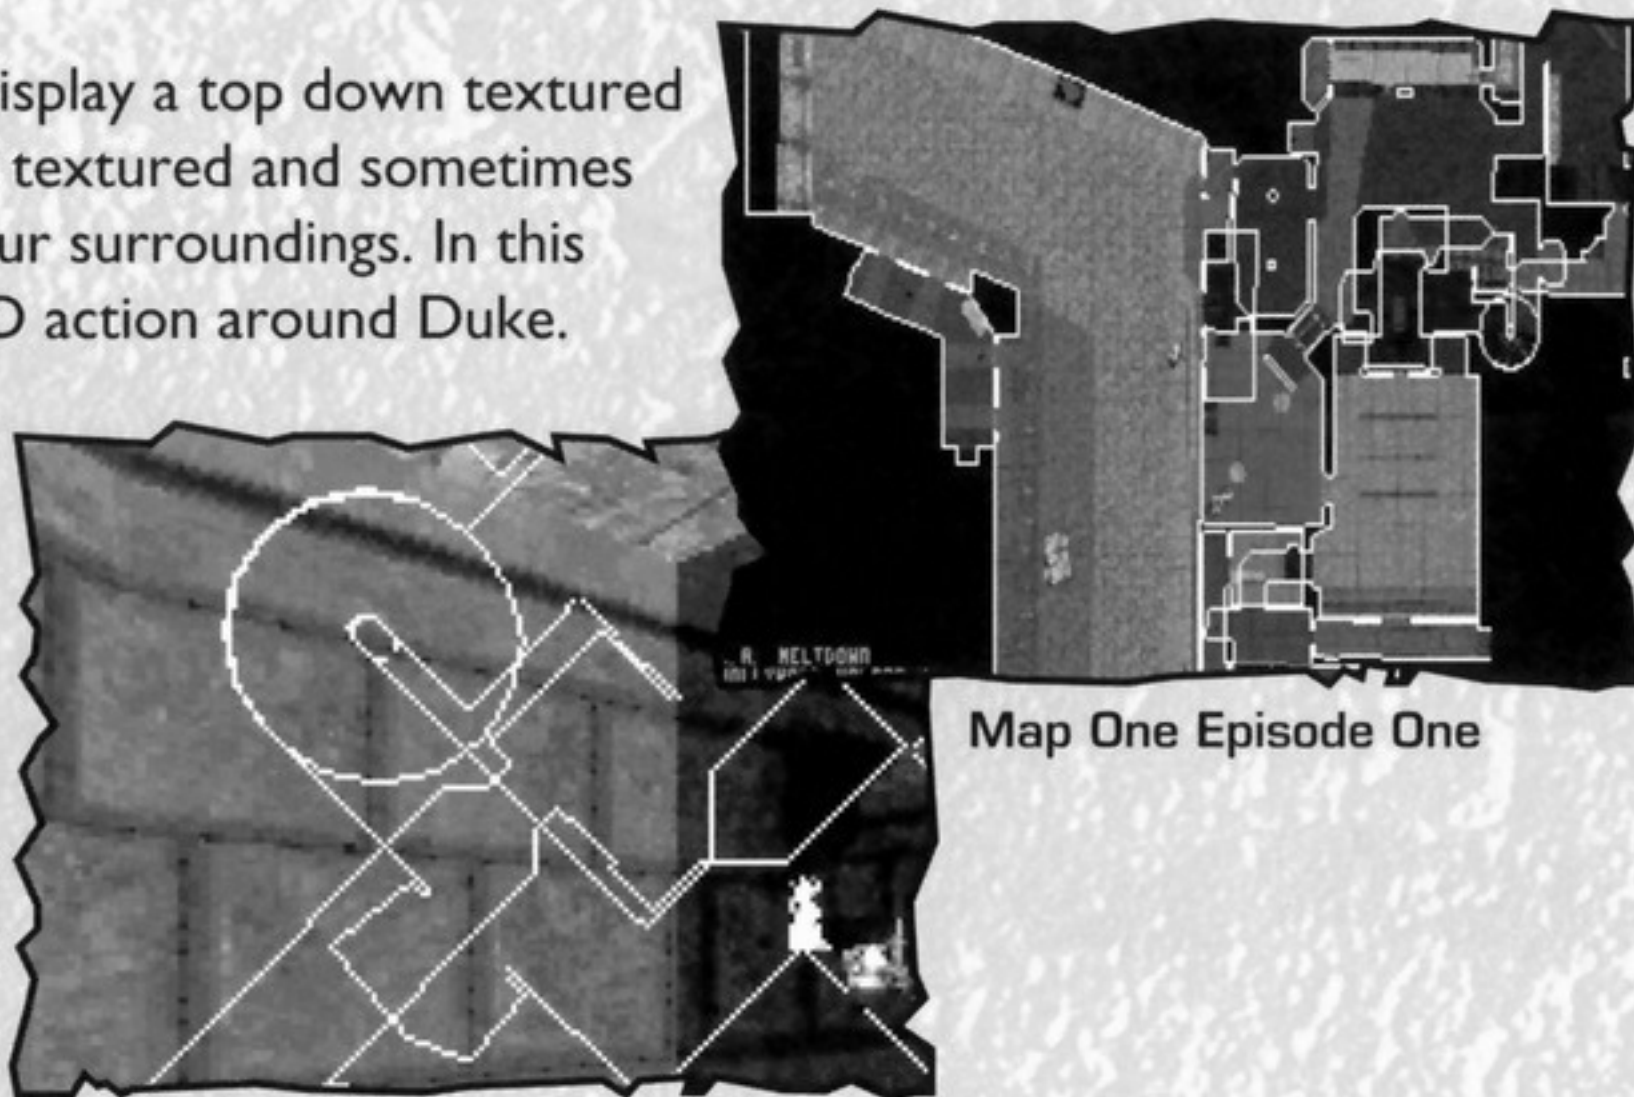 isplay a top down textured
textured and sometimes
ur surroundings. In this
D action around Duke.
MELTDOWN
Map One Episode One